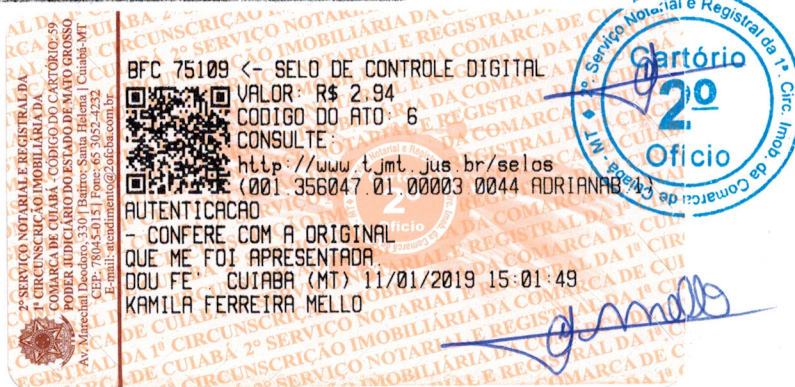 2º SERVIÇO NOTARIAL E REGISTRAL DA
1ª CIRCUNSCRIÇÃO IMOBILIÁRIA DA
COMARCA DE CUIABÁ - CÓDIGO DO CARTÓRIO: 59
PODER JUDICIÁRIO DO ESTADO DE MATO GROSSO
Av. Marechal Deodoro, 330 | Bairro: Santa Helena | Cuiabá-MT
CEP: 78045-015 | Fone: 65 3052-4232
E-mail: atendimento@2oficba.com.br
BFC 75109 <- SELO DE CONTROLE DIGITAL
VALOR: R$ 2.94
CODIGO DO ATO: 6
CONSULTE:
http://www.tjmt.jus.br/selos
(001.356047.01.00003 0044 ADRIANAB 1)
AUTENTICACAO
- CONFERE COM A ORIGINAL
QUE ME FOI APRESENTADA.
DOU FE'. CUIABA (MT) 11/01/2019 15:01:49
KAMILA FERREIRA MELLO
2º Serviço Notarial e Registral da 1ª. Circ. Imob. da Comarca de Cuiabá - MT
Cartório
2º
Ofício
Mello